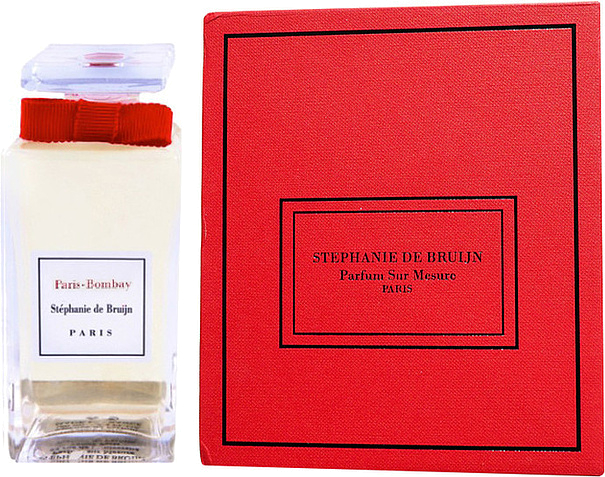 Paris-Bombay
Stéphanie de Bruijn
PARIS
STEPHANIE DE BRUIJN
Parfum Sur Mesure
PARIS